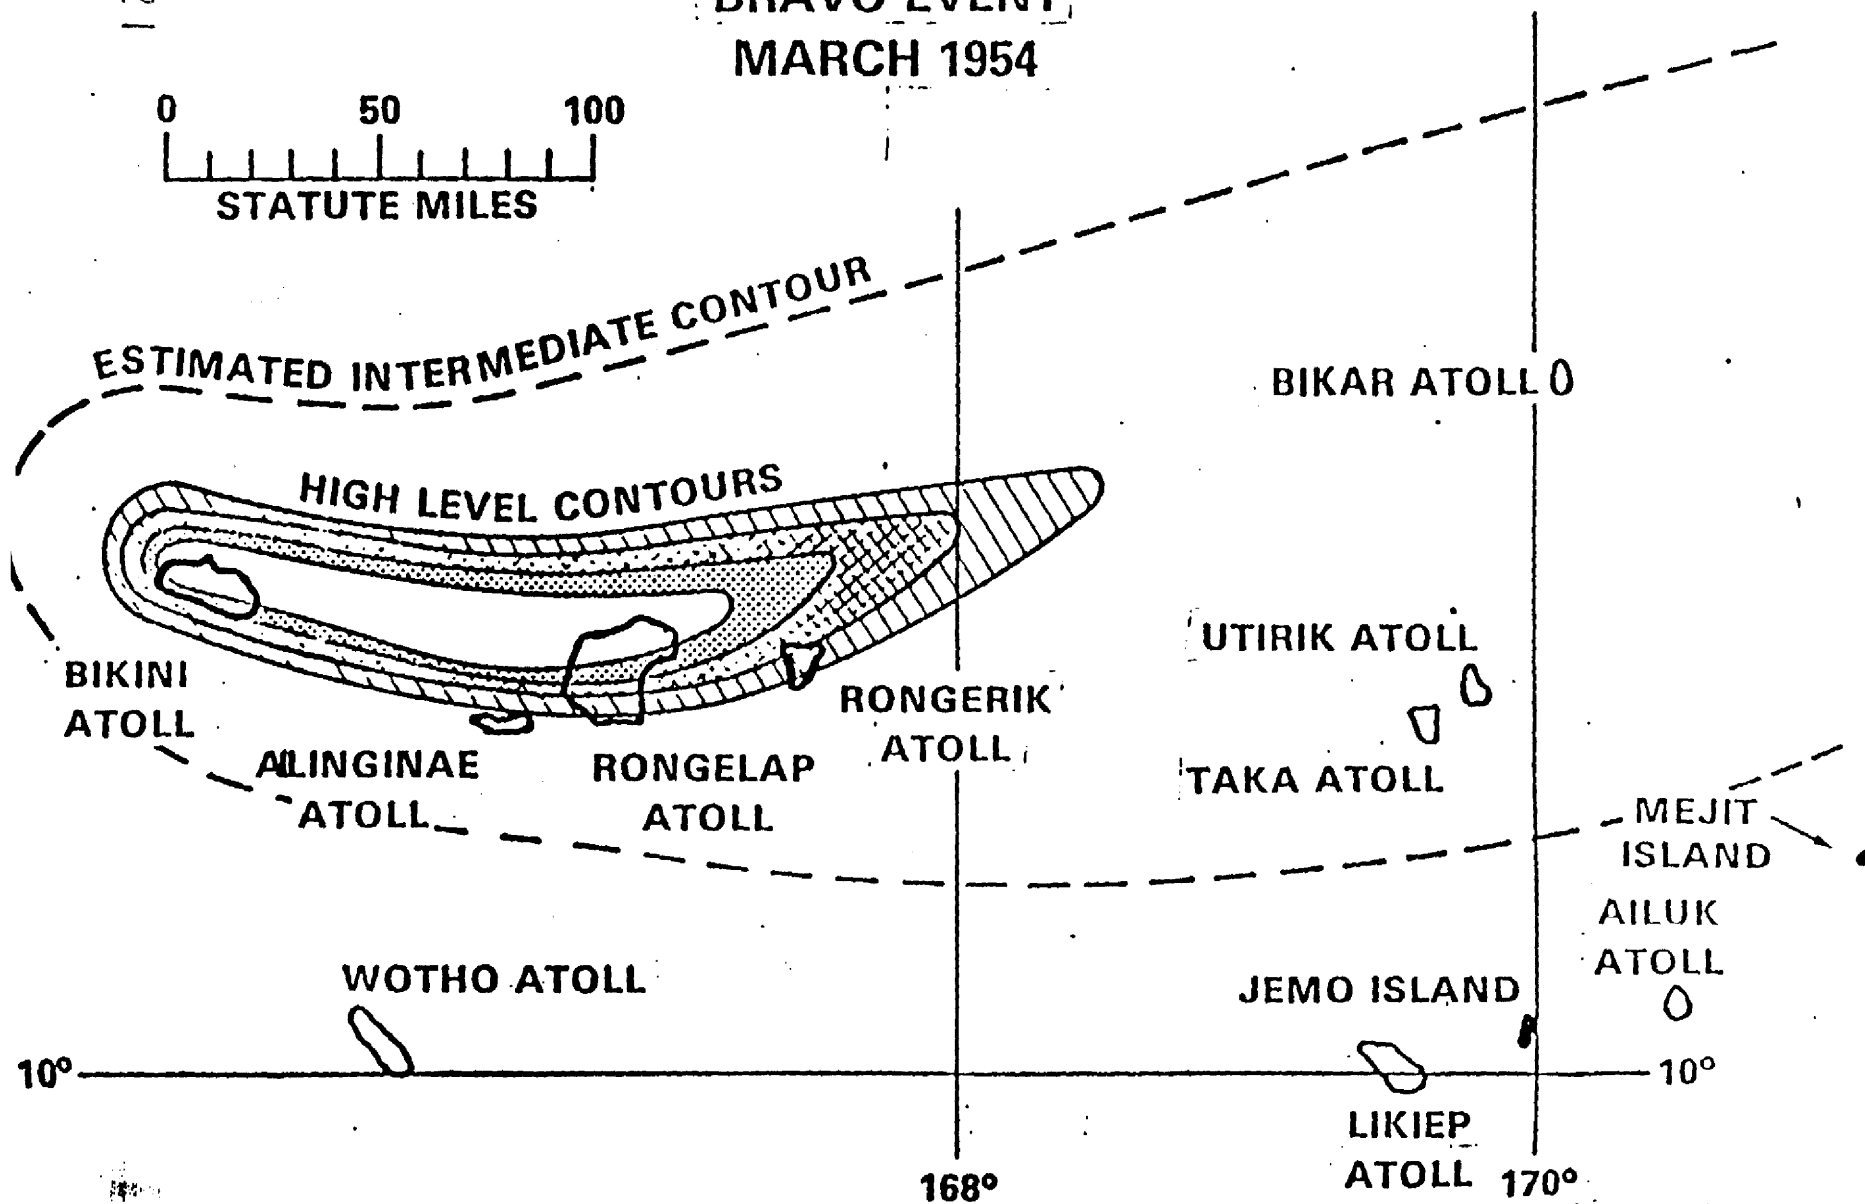 BRAVO EVENT
MARCH 1954
0 50 100
STATUTE MILES
ESTIMATED INTERMEDIATE CONTOUR
BIKAR ATOLL
HIGH LEVEL CONTOURS
UTIRIK ATOLL
BIKINI
ATOLL
RONGERIK
ATOLL
ALINGINAE
ATOLL
RONGELAP
ATOLL
TAKA ATOLL
MEJIT
ISLAND
AILUK
ATOLL
WOTHO ATOLL
JEMO ISLAND
10° 10°
LIKIEP
ATOLL
168° 170°